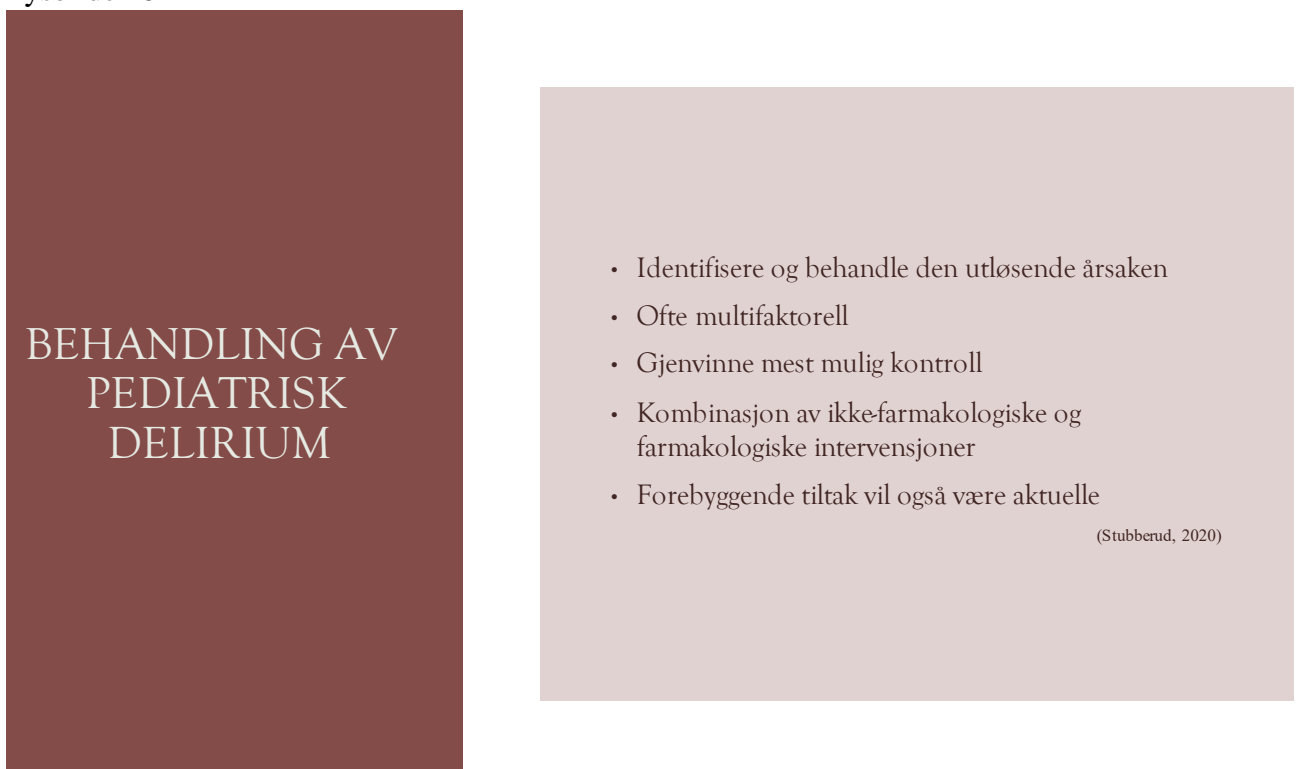 BEHANDLING AV
PEDIATRISK
DELIRIUM
• Identifisere og behandle den utløsende årsaken
• Ofte multifaktorell
• Gjenvinne mest mulig kontroll
• Kombinasjon av ikke-farmakologiske og
farmakologiske intervensjoner
• Forebyggende tiltak vil også være aktuelle
(Stubberud, 2020)